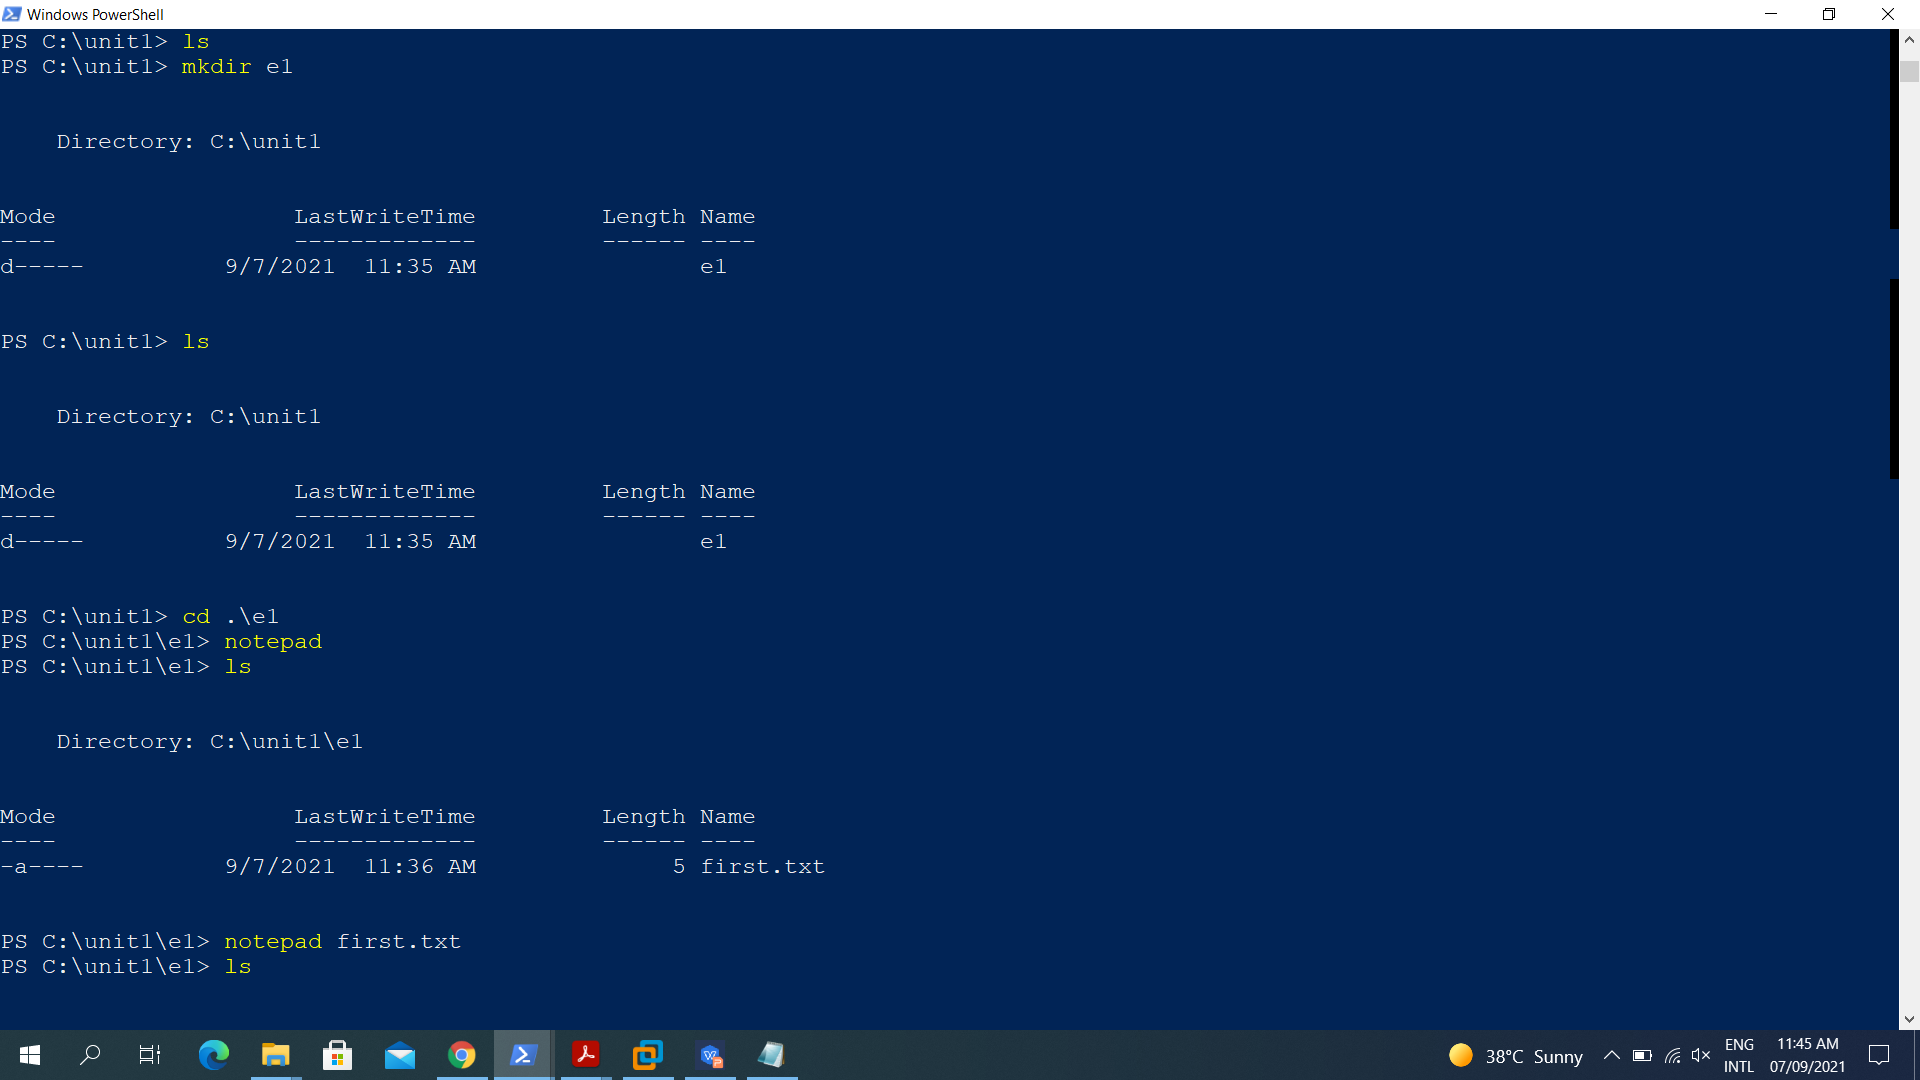 Windows PowerShell
PS C:\unit1> ls
PS C:\unit1> mkdir e1
Directory: C:\unit1
Mode LastWriteTime Length Name
---- ------------- ------ ----
d----- 9/7/2021 11:35 AM e1
PS C:\unit1> ls
Directory: C:\unit1
Mode LastWriteTime Length Name
---- ------------- ------ ----
d----- 9/7/2021 11:35 AM e1
PS C:\unit1> cd .\e1
PS C:\unit1\e1> notepad
PS C:\unit1\e1> ls
Directory: C:\unit1\e1
Mode LastWriteTime Length Name
---- ------------- ------ ----
-a---- 9/7/2021 11:36 AM 5 first.txt
PS C:\unit1\e1> notepad first.txt
PS C:\unit1\e1> ls
38°C Sunny
ENG
INTL
11:45 AM
07/09/2021